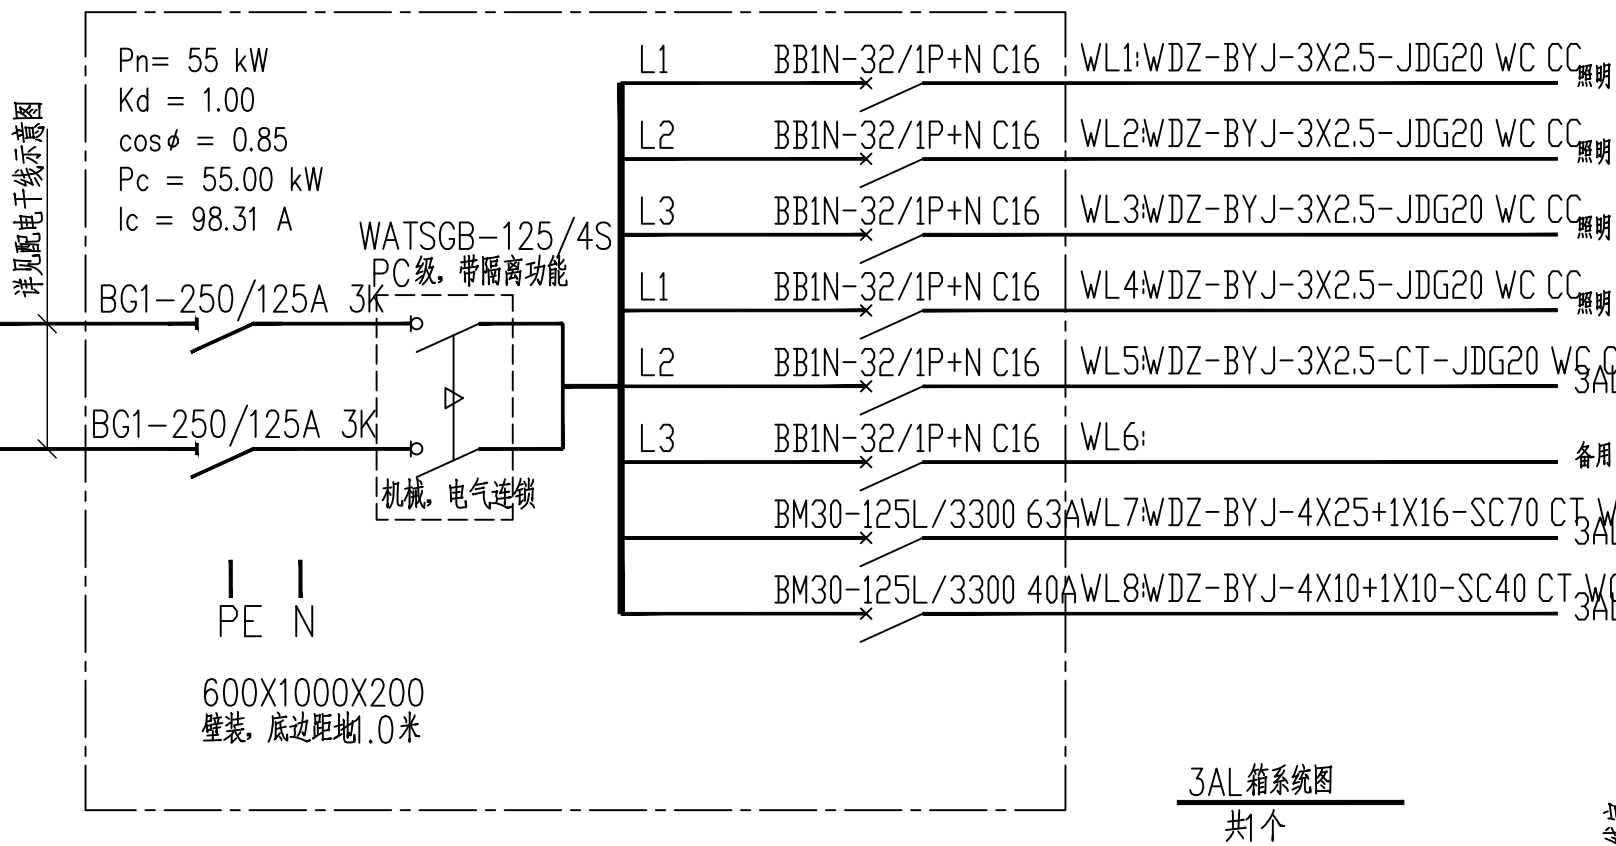 Pn= 55 kW
Kd = 1.00
cosϕ = 0.85
Pc = 55.00 kW
Ic = 98.31 A
详见配电干线示意图
WATSGB-125/4S
PC级，带隔离功能
BG1-250/125A 3K
BG1-250/125A 3K
机械，电气连锁
PE N
600X1000X200
壁装，底边距地1.0米
L1 BB1N-32/1P+N C16 WL1:WDZ-BYJ-3X2.5-JDG20 WC CC 照明
L2 BB1N-32/1P+N C16 WL2:WDZ-BYJ-3X2.5-JDG20 WC CC 照明
L3 BB1N-32/1P+N C16 WL3:WDZ-BYJ-3X2.5-JDG20 WC CC 照明
L1 BB1N-32/1P+N C16 WL4:WDZ-BYJ-3X2.5-JDG20 WC CC 照明
L2 BB1N-32/1P+N C16 WL5:WDZ-BYJ-3X2.5-CT-JDG20 WC 3AL
L3 BB1N-32/1P+N C16 WL6: 备用
BM30-125L/3300 63A WL7:WDZ-BYJ-4X25+1X16-SC70 CT 3AL
BM30-125L/3300 40A WL8:WDZ-BYJ-4X10+1X10-SC40 CT WC 3AL
3AL箱系统图
共1个